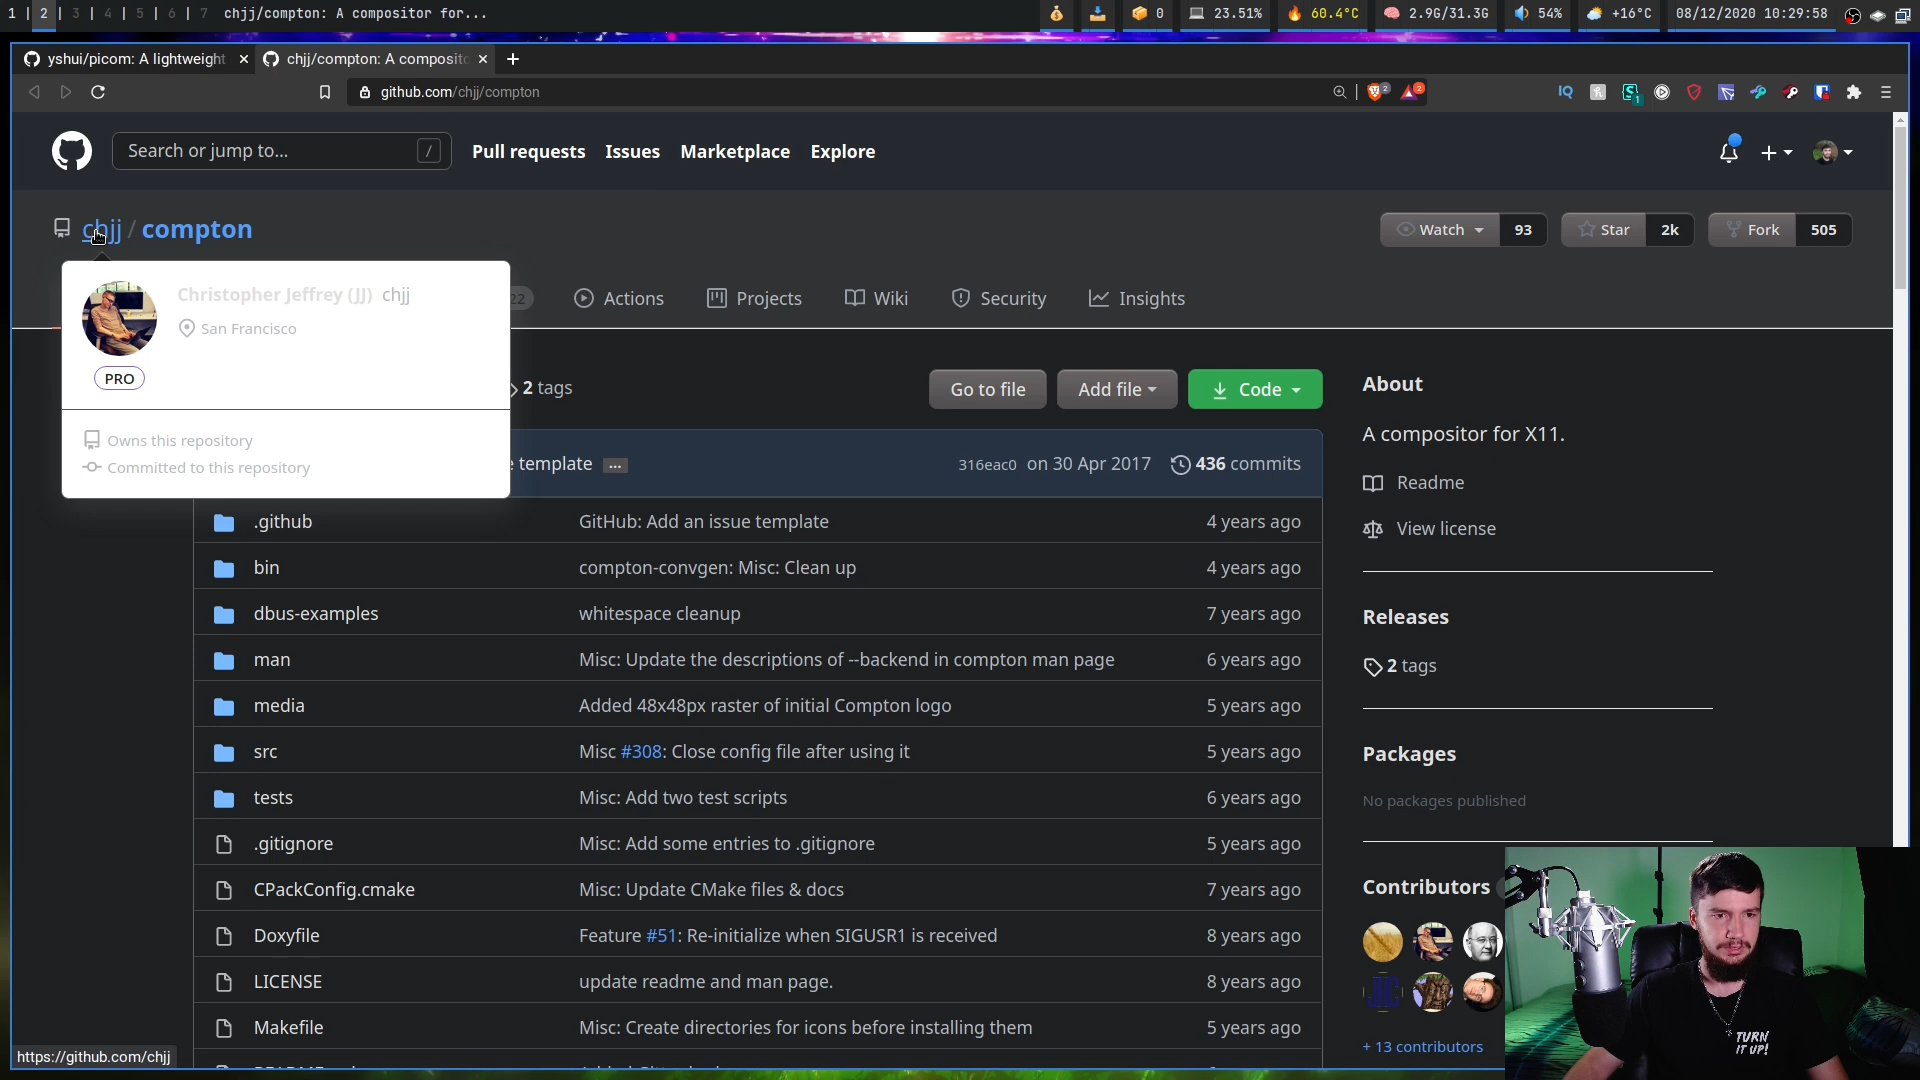 1 | 2 | 3 | 4 | 5 | 6 | 7 chjj/compton: A compositor for...
0 23.51% 60.4°C 2.9G/31.3G 54% +16°C 08/12/2020 10:29:58
yshui/picom: A lightweight × chjj/compton: A composito × +
github.com/chjj/compton 2 2 IQ 1
Search or jump to... / Pull requests Issues Marketplace Explore
chjj / compton Watch 93 Star 2k Fork 505
Christopher Jeffrey (JJ) chjj
San Francisco
PRO
Owns this repository
Committed to this repository
22 Actions Projects Wiki Security Insights
2 tags Go to file Add file Code
template ... 316eac0 on 30 Apr 2017 436 commits
.github GitHub: Add an issue template 4 years ago
bin compton-convgen: Misc: Clean up 4 years ago
dbus-examples whitespace cleanup 7 years ago
man Misc: Update the descriptions of --backend in compton man page 6 years ago
media Added 48x48px raster of initial Compton logo 5 years ago
src Misc #308: Close config file after using it 5 years ago
tests Misc: Add two test scripts 6 years ago
.gitignore Misc: Add some entries to .gitignore 5 years ago
CPackConfig.cmake Misc: Update CMake files & docs 7 years ago
Doxyfile Feature #51: Re-initialize when SIGUSR1 is received 8 years ago
LICENSE update readme and man page. 8 years ago
Makefile Misc: Create directories for icons before installing them 5 years ago
About
A compositor for X11.
Readme
View license
Releases
2 tags
Packages
No packages published
Contributors
+ 13 contributors
TURN
IT UP!
https://github.com/chjj